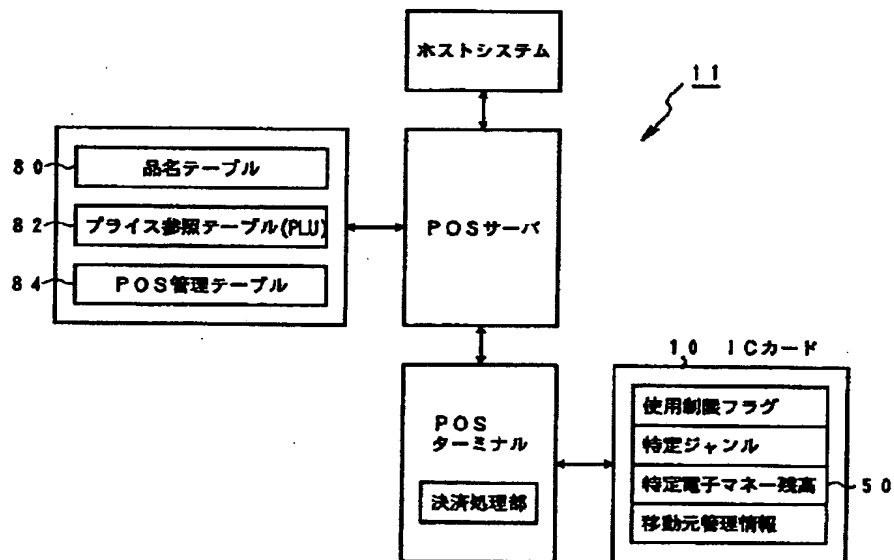 ホストシステム
11
80
品名テーブル
82
プライス参照テーブル(PLU)
84
POS管理テーブル
POSサーバ
10 ICカード
POS
ターミナル
決済処理部
使用制限フラグ
特定ジャンル
特定電子マネー残高
50
移動元管理情報